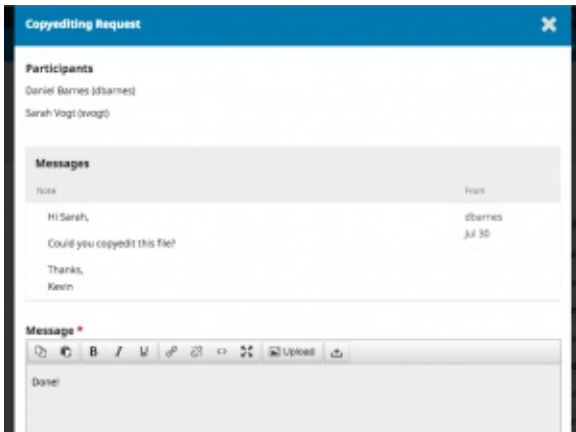 Copyediting Request
Participants
Daniel Barnes (dbarnes)
Sarah Vogt (svogt)
Messages
Note From
Hi Sarah, dbarnes
Jul 30
Could you copyedit this file?
Thanks,
Kevin
Message *
B I U Upload
Done!